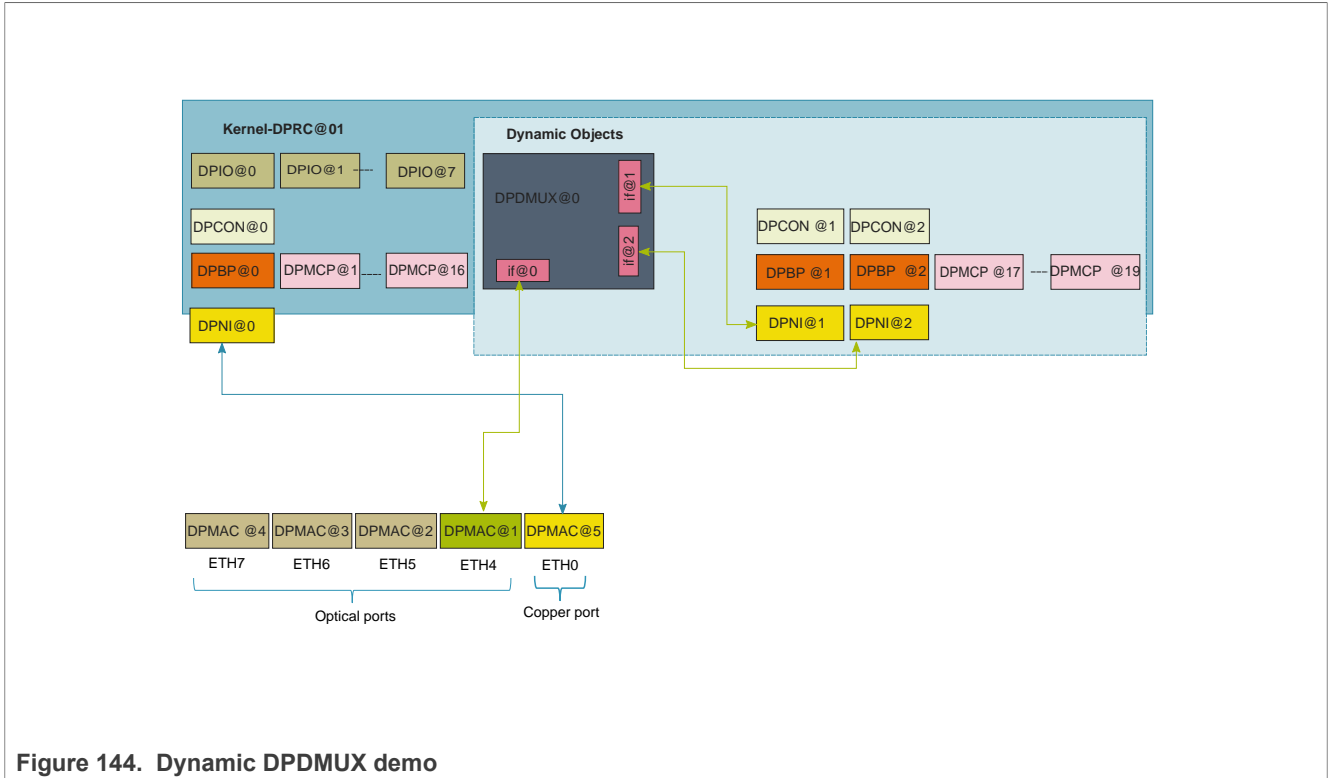 Kernel-DPRC@01
Dynamic Objects
DPIO@0
DPIO@1
DPIO@7
DPDMUX@0
if@1
if@2
if@0
DPCON@0
DPCON @1
DPCON@2
DPBP@0
DPMCP@1
DPMCP@16
DPBP @1
DPBP @2
DPMCP @17
DPMCP @19
DPNI@0
DPNI@1
DPNI@2
DPMAC @4
DPMAC@3
DPMAC@2
DPMAC@1
DPMAC@5
ETH7
ETH6
ETH5
ETH4
ETH0
Optical ports
Copper port
Figure 144. Dynamic DPDMUX demo